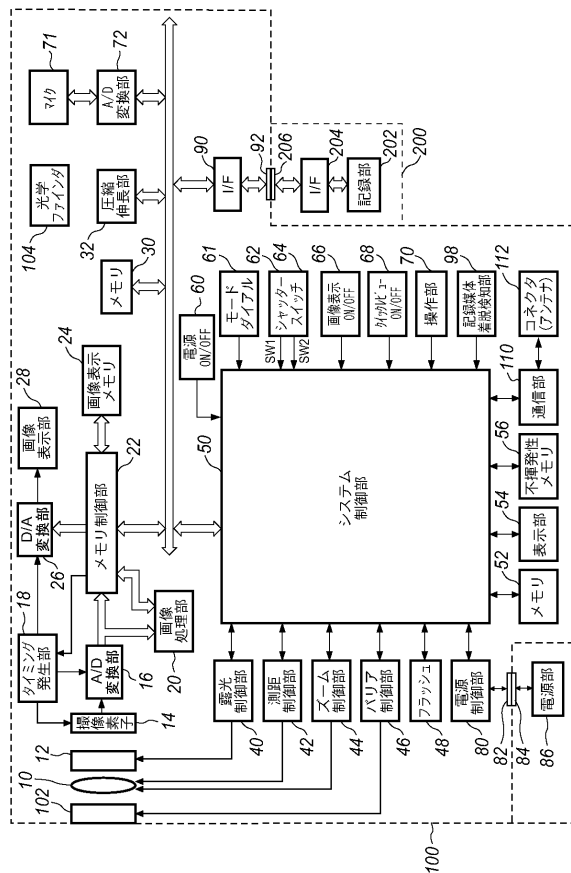 102
10
12
撮像素子
14
タイミング
発生部
18
A/D
変換部
16
D/A
変換部
26
画像
表示部
28
画像表示
メモリ
24
メモリ制御部
22
画像
処理部
20
メモリ
30
圧縮
伸長部
32
光学
ファインダ
104
マイク
71
A/D
変換部
72
I/F
90
92
206
I/F
204
記録部
202
200
電源
ON/OFF
60
モード
ダイアル
61
62
シャッター
スイッチ
64
SW1
SW2
画像表示
ON/OFF
66
クイックレビュー
ON/OFF
68
操作部
70
記録媒体
着脱検知部
98
システム
制御部
50
露光
制御部
40
測距
制御部
42
ズーム
制御部
44
バリア
制御部
46
フラッシュ
48
電源
制御部
80
82
84
電源部
86
メモリ
52
表示部
54
不揮発性
メモリ
56
通信部
110
コネクタ
(アンテナ)
112
100